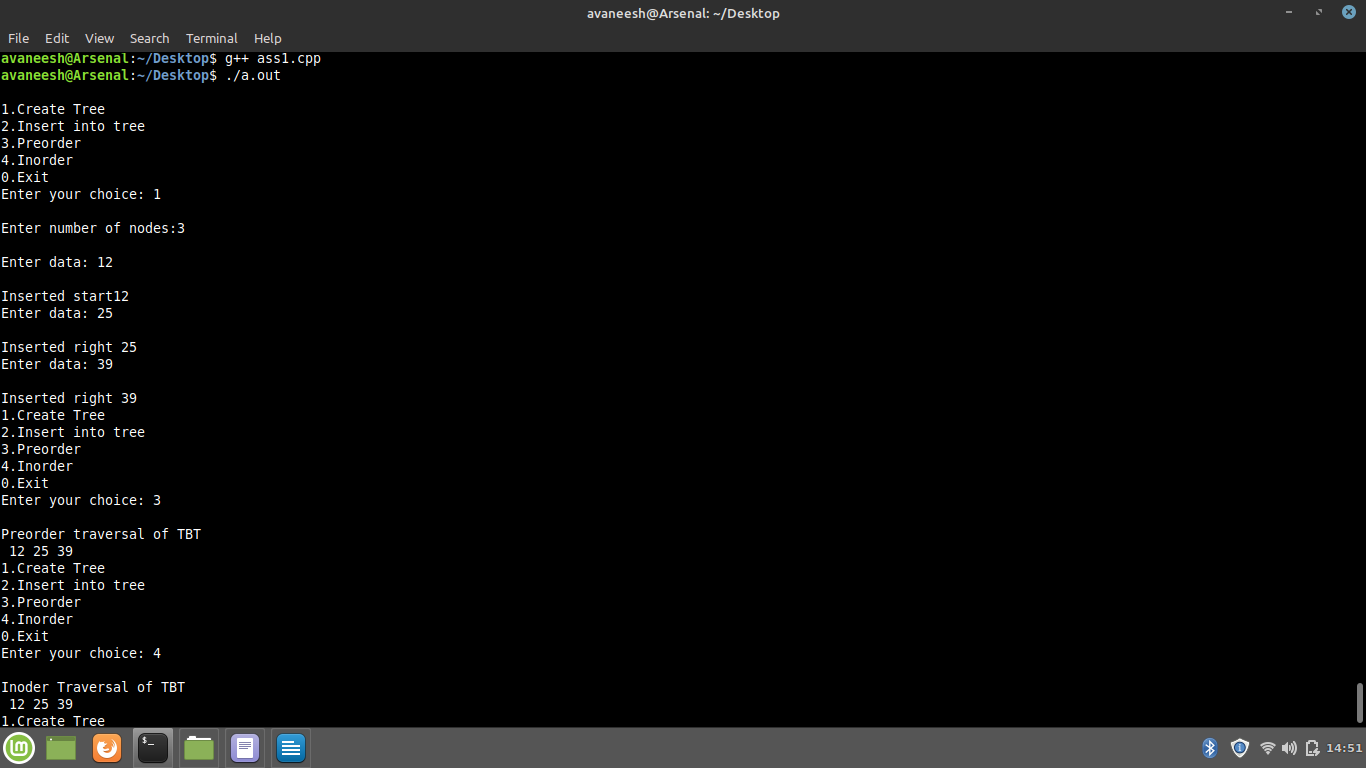 avaneesh@Arsenal: ~/Desktop
File Edit View Search Terminal Help
avaneesh@Arsenal:~/Desktop$ g++ ass1.cpp
avaneesh@Arsenal:~/Desktop$ ./a.out
1.Create Tree
2.Insert into tree
3.Preorder
4.Inorder
0.Exit
Enter your choice: 1
Enter number of nodes:3
Enter data: 12
Inserted start12
Enter data: 25
Inserted right 25
Enter data: 39
Inserted right 39
1.Create Tree
2.Insert into tree
3.Preorder
4.Inorder
0.Exit
Enter your choice: 3
Preorder traversal of TBT
12 25 39
1.Create Tree
2.Insert into tree
3.Preorder
4.Inorder
0.Exit
Enter your choice: 4
Inoder Traversal of TBT
12 25 39
1.Create Tree
14:51